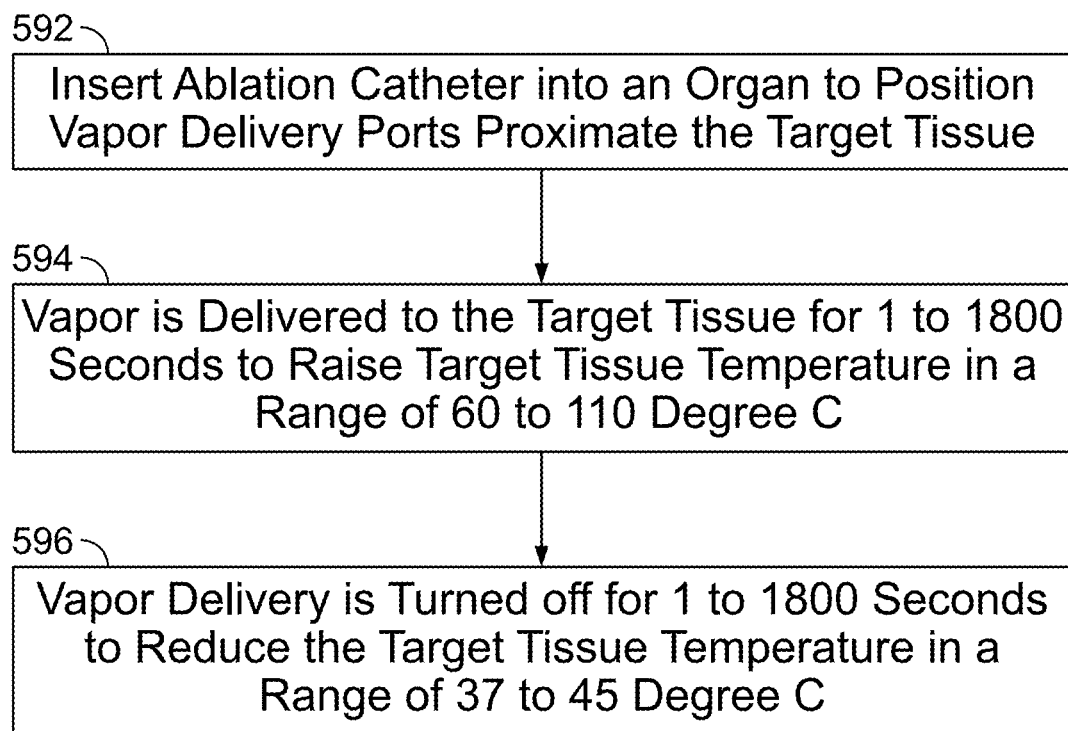 592
Insert Ablation Catheter into an Organ to Position
Vapor Delivery Ports Proximate the Target Tissue
594
Vapor is Delivered to the Target Tissue for 1 to 1800
Seconds to Raise Target Tissue Temperature in a
Range of 60 to 110 Degree C
596
Vapor Delivery is Turned off for 1 to 1800 Seconds
to Reduce the Target Tissue Temperature in a
Range of 37 to 45 Degree C